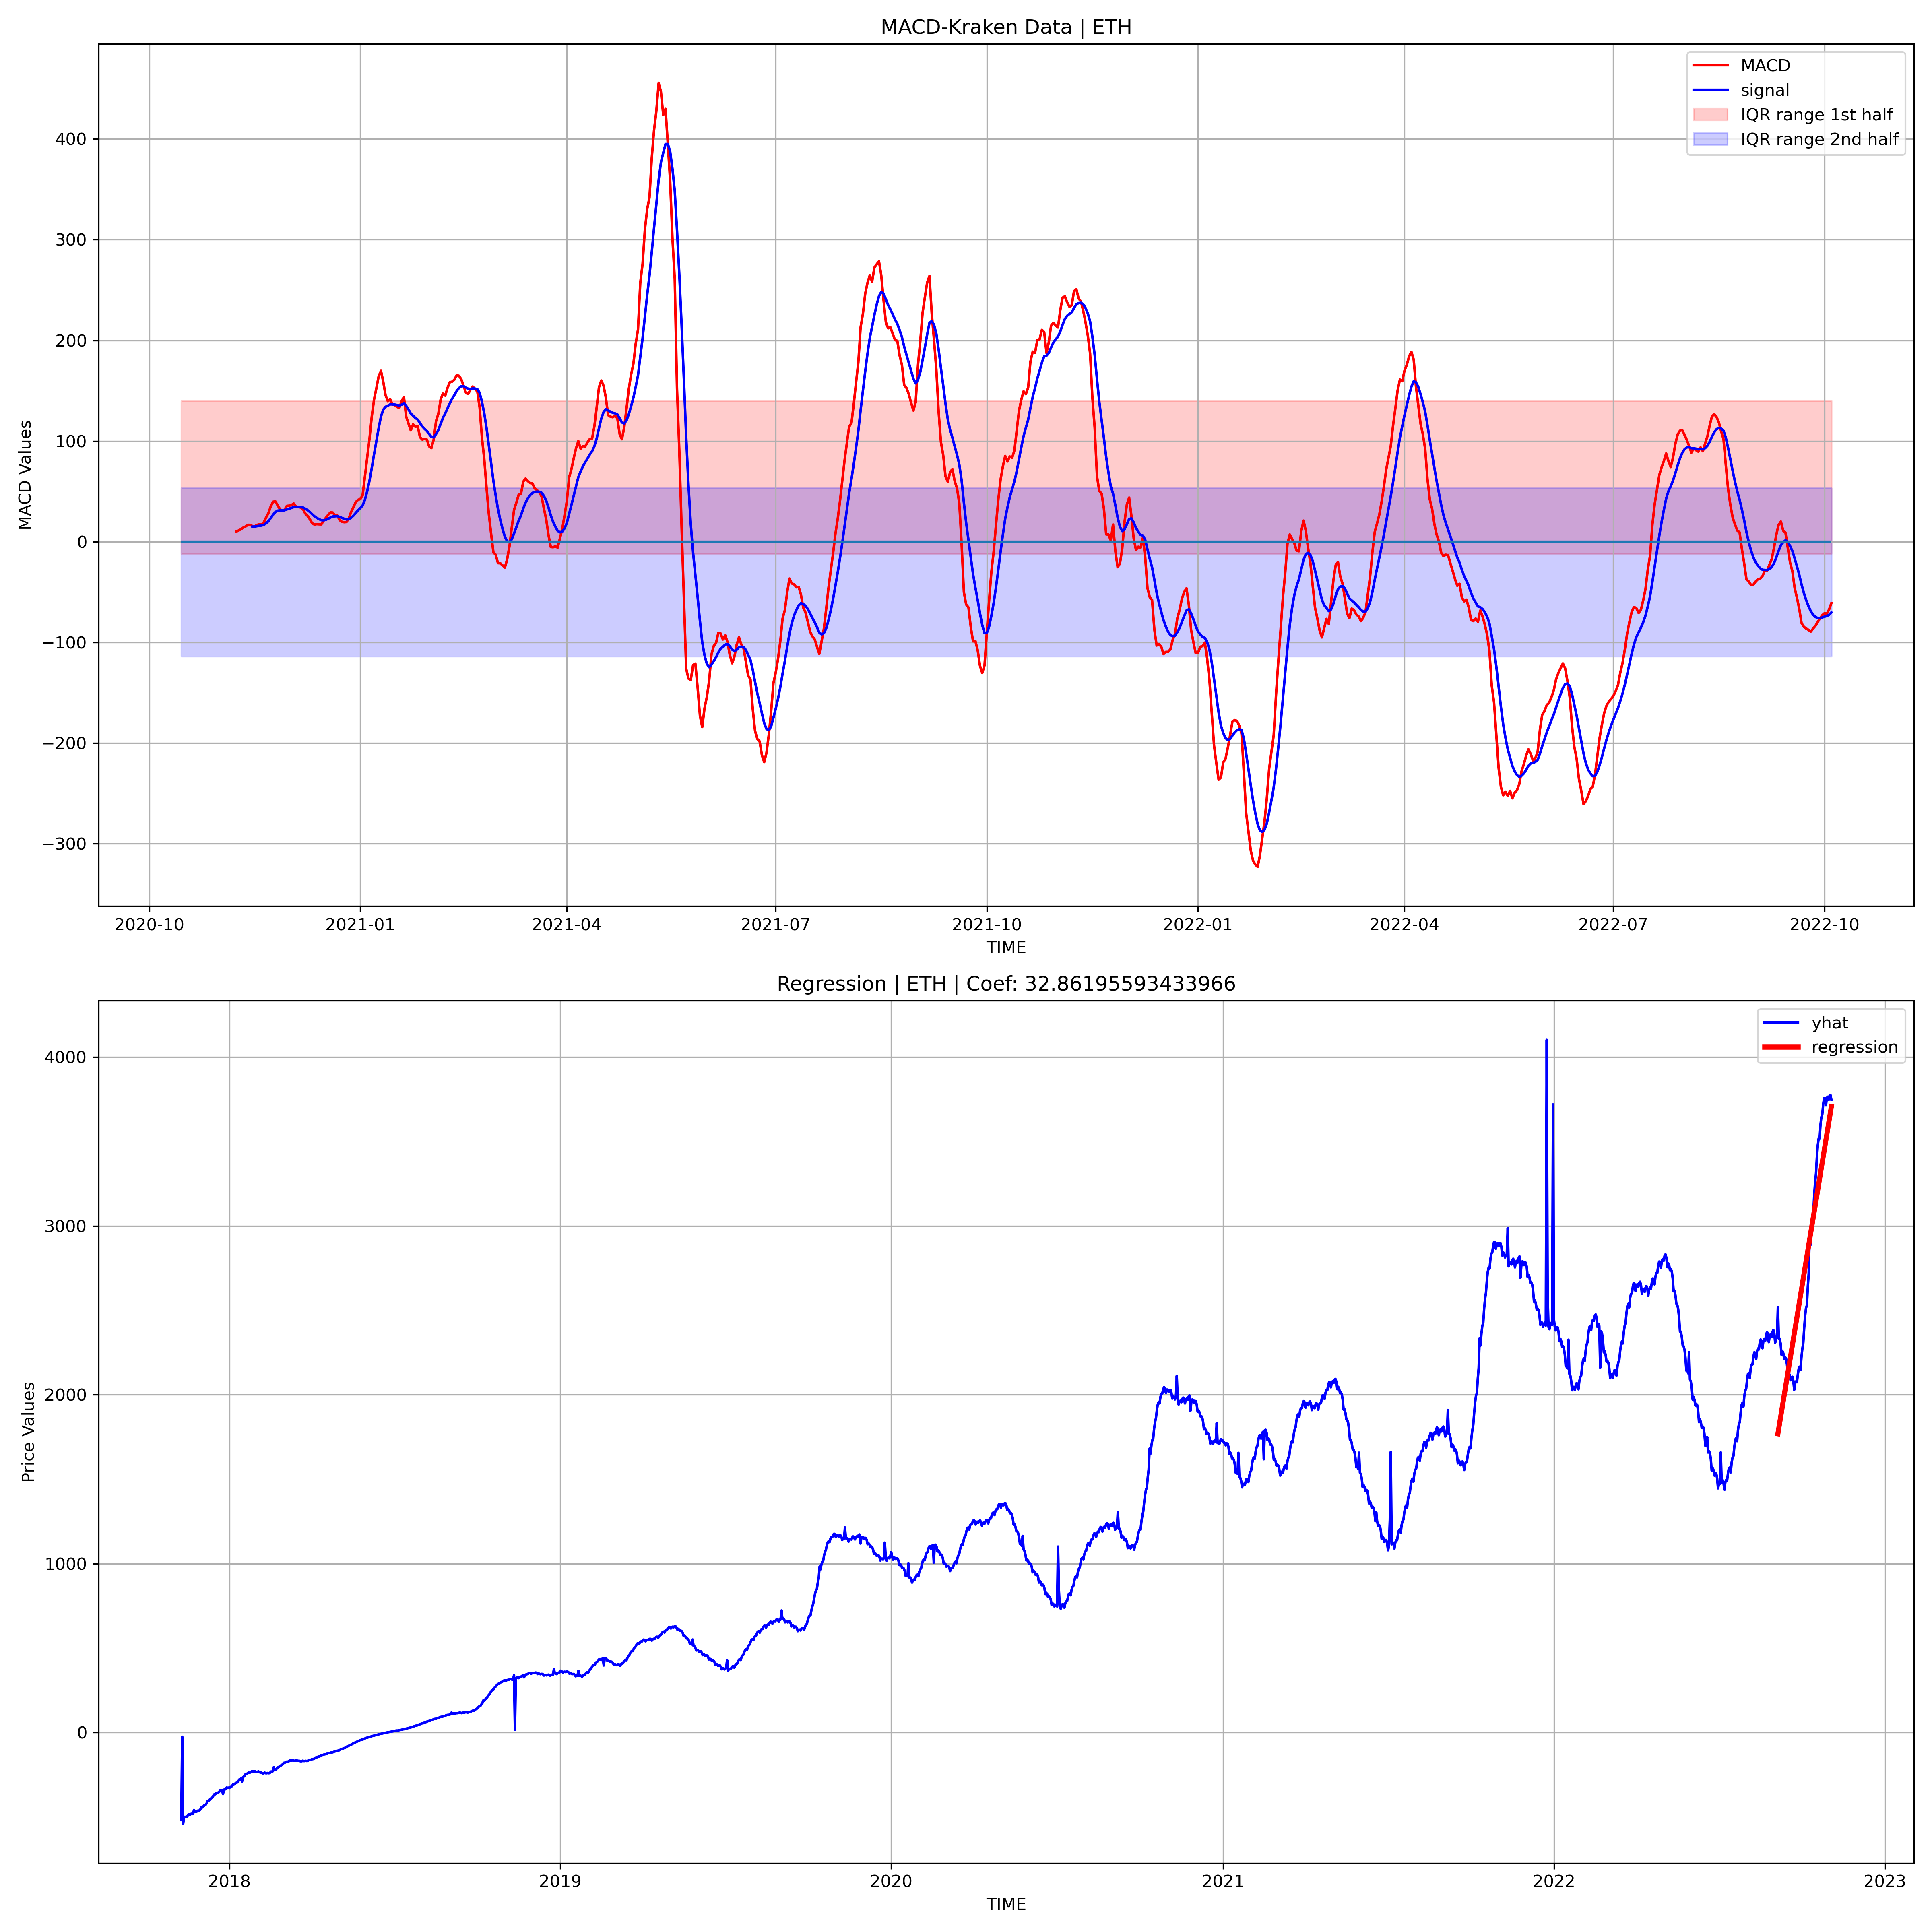 MACD-Kraken Data | ETH
MACD
signal
IQR range 1st half
IQR range 2nd half
MACD Values
400
300
200
100
0
−100
−200
−300
2020-10
2021-01
2021-04
2021-07
2021-10
2022-01
2022-04
2022-07
2022-10
TIME
Regression | ETH | Coef: 32.86195593433966
yhat
regression
Price Values
4000
3000
2000
1000
0
2018
2019
2020
2021
2022
2023
TIME